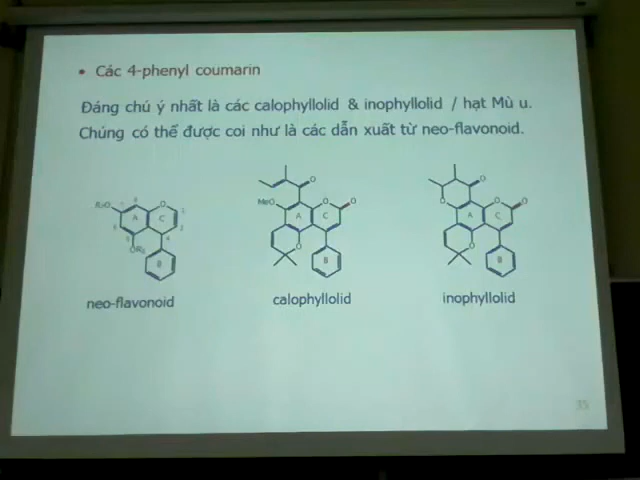 • Các 4-phenyl coumarin
Đáng chú ý nhất là các calophyllolid & inophyllolid / hạt Mù u.
Chúng có thể được coi như là các dẫn xuất từ neo-flavonoid.
O O
MeO O O O
A C
O
B
O O O
A C
O
B
O
A C
B
neo-flavonoid calophyllolid inophyllolid
35